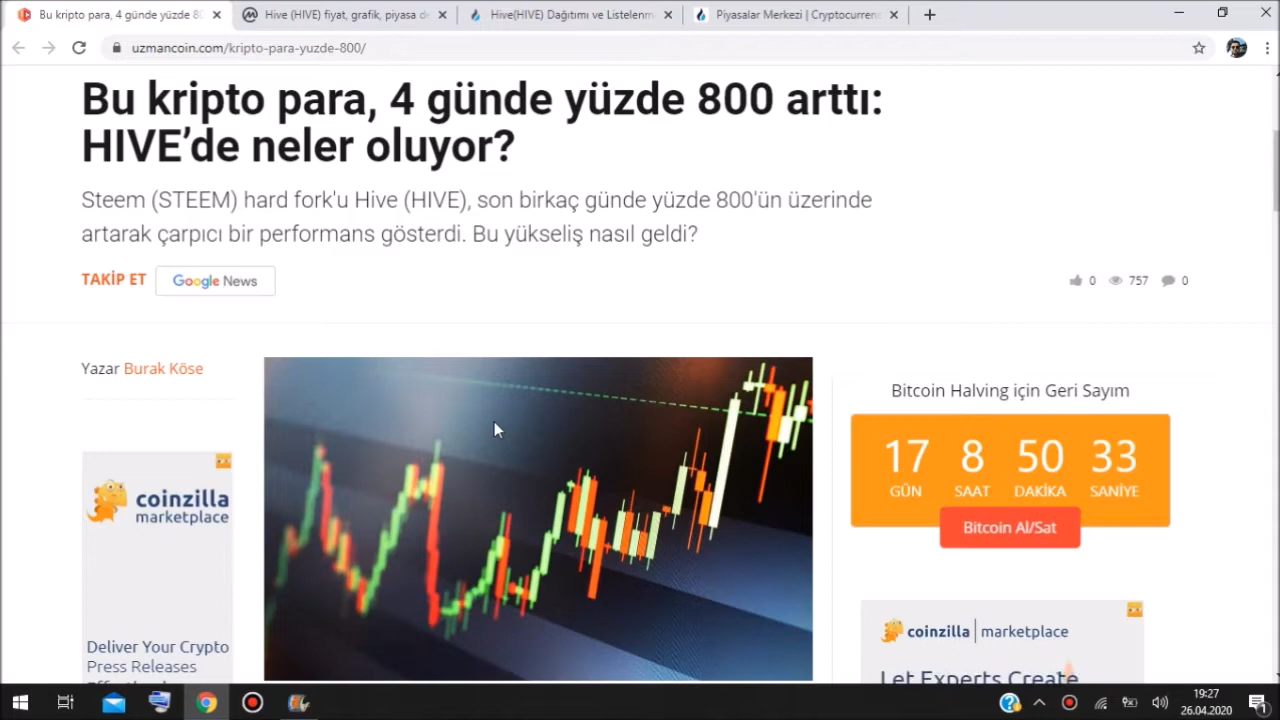 Bu kripto para, 4 günde yüzde 80
Hive (HIVE) fiyat, grafik, piyasa de
Hive(HIVE) Dağıtımı ve Listelenm
Piyasalar Merkezi | Cryptocurrenc
uzmancoin.com/kripto-para-yuzde-800/
Bu kripto para, 4 günde yüzde 800 arttı:
HIVE’de neler oluyor?
Steem (STEEM) hard fork'u Hive (HIVE), son birkaç günde yüzde 800'ün üzerinde
artarak çarpıcı bir performans gösterdi. Bu yükseliş nasıl geldi?
TAKİP ET
Google News
0 757 0
Yazar Burak Köse
Bitcoin Halving için Geri Sayım
17 8 50 33
GÜN SAAT DAKİKA SANİYE
Bitcoin Al/Sat
coinzilla
marketplace
Deliver Your Crypto
Press Releases
coinzilla | marketplace
Let Experts Create
19:27
26.04.2020
1